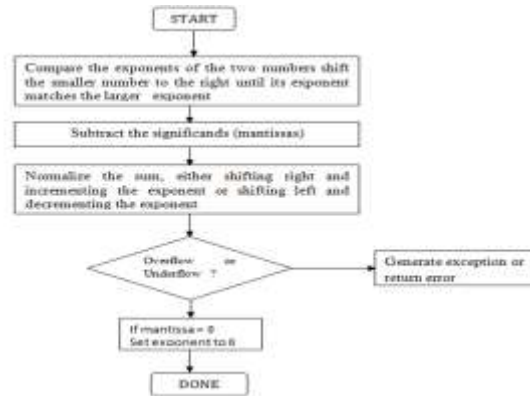 START
Compare the exponents of the two numbers shift
the smaller number to the right until its exponent
matches the larger exponent
Subtract the significands (mantissas)
Normalize the sum, either shifting right and
incrementing the exponent or shifting left and
decrementing the exponent
Overflow or
Underflow ?
Generate exception or
return error
If mantissa = 0
Set exponent to 0
DONE